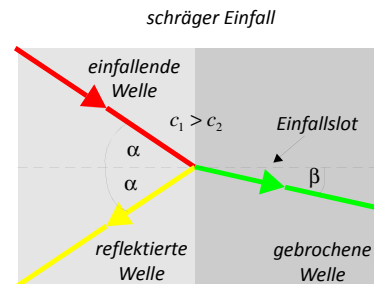 schräger Einfall
einfallende
Welle
c₁ > c₂
Einfallslot
α
α
β
reflektierte
Welle
gebrochene
Welle